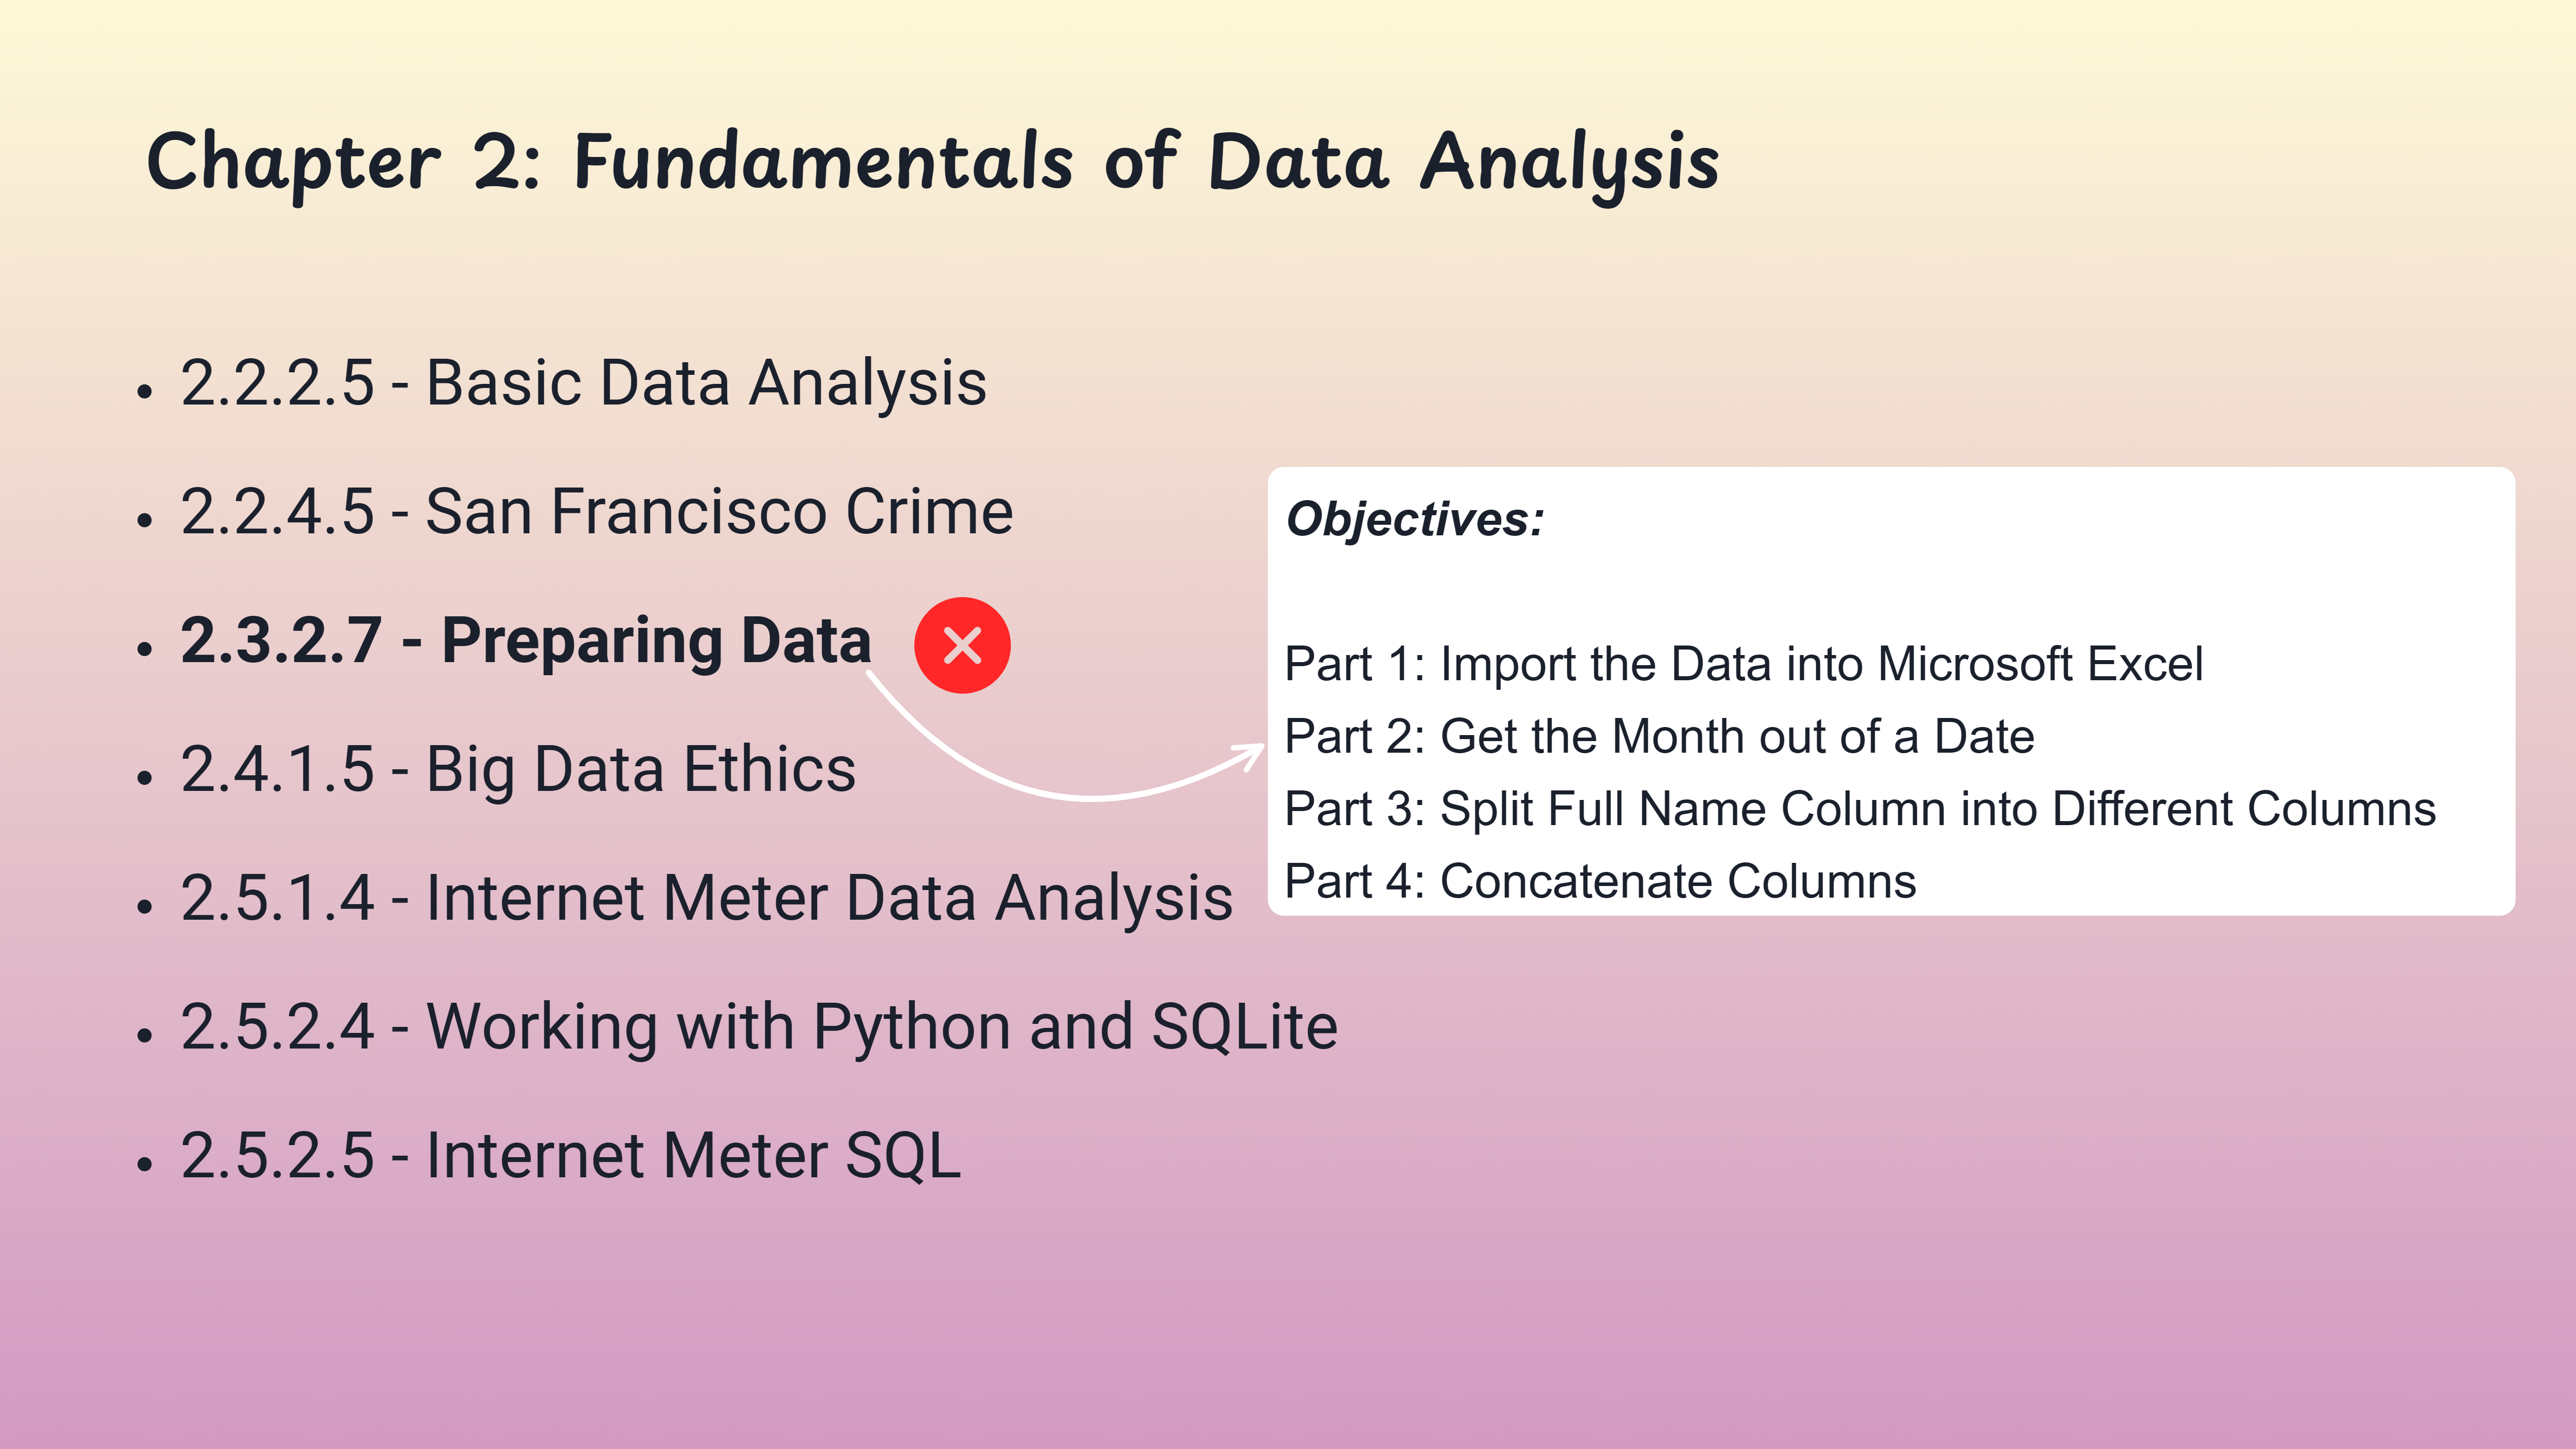 Chapter 2: Fundamentals of Data Analysis
• 2.2.2.5 - Basic Data Analysis
• 2.2.4.5 - San Francisco Crime
• 2.3.2.7 - Preparing Data
• 2.4.1.5 - Big Data Ethics
• 2.5.1.4 - Internet Meter Data Analysis
• 2.5.2.4 - Working with Python and SQLite
• 2.5.2.5 - Internet Meter SQL
Objectives:
Part 1: Import the Data into Microsoft Excel
Part 2: Get the Month out of a Date
Part 3: Split Full Name Column into Different Columns
Part 4: Concatenate Columns